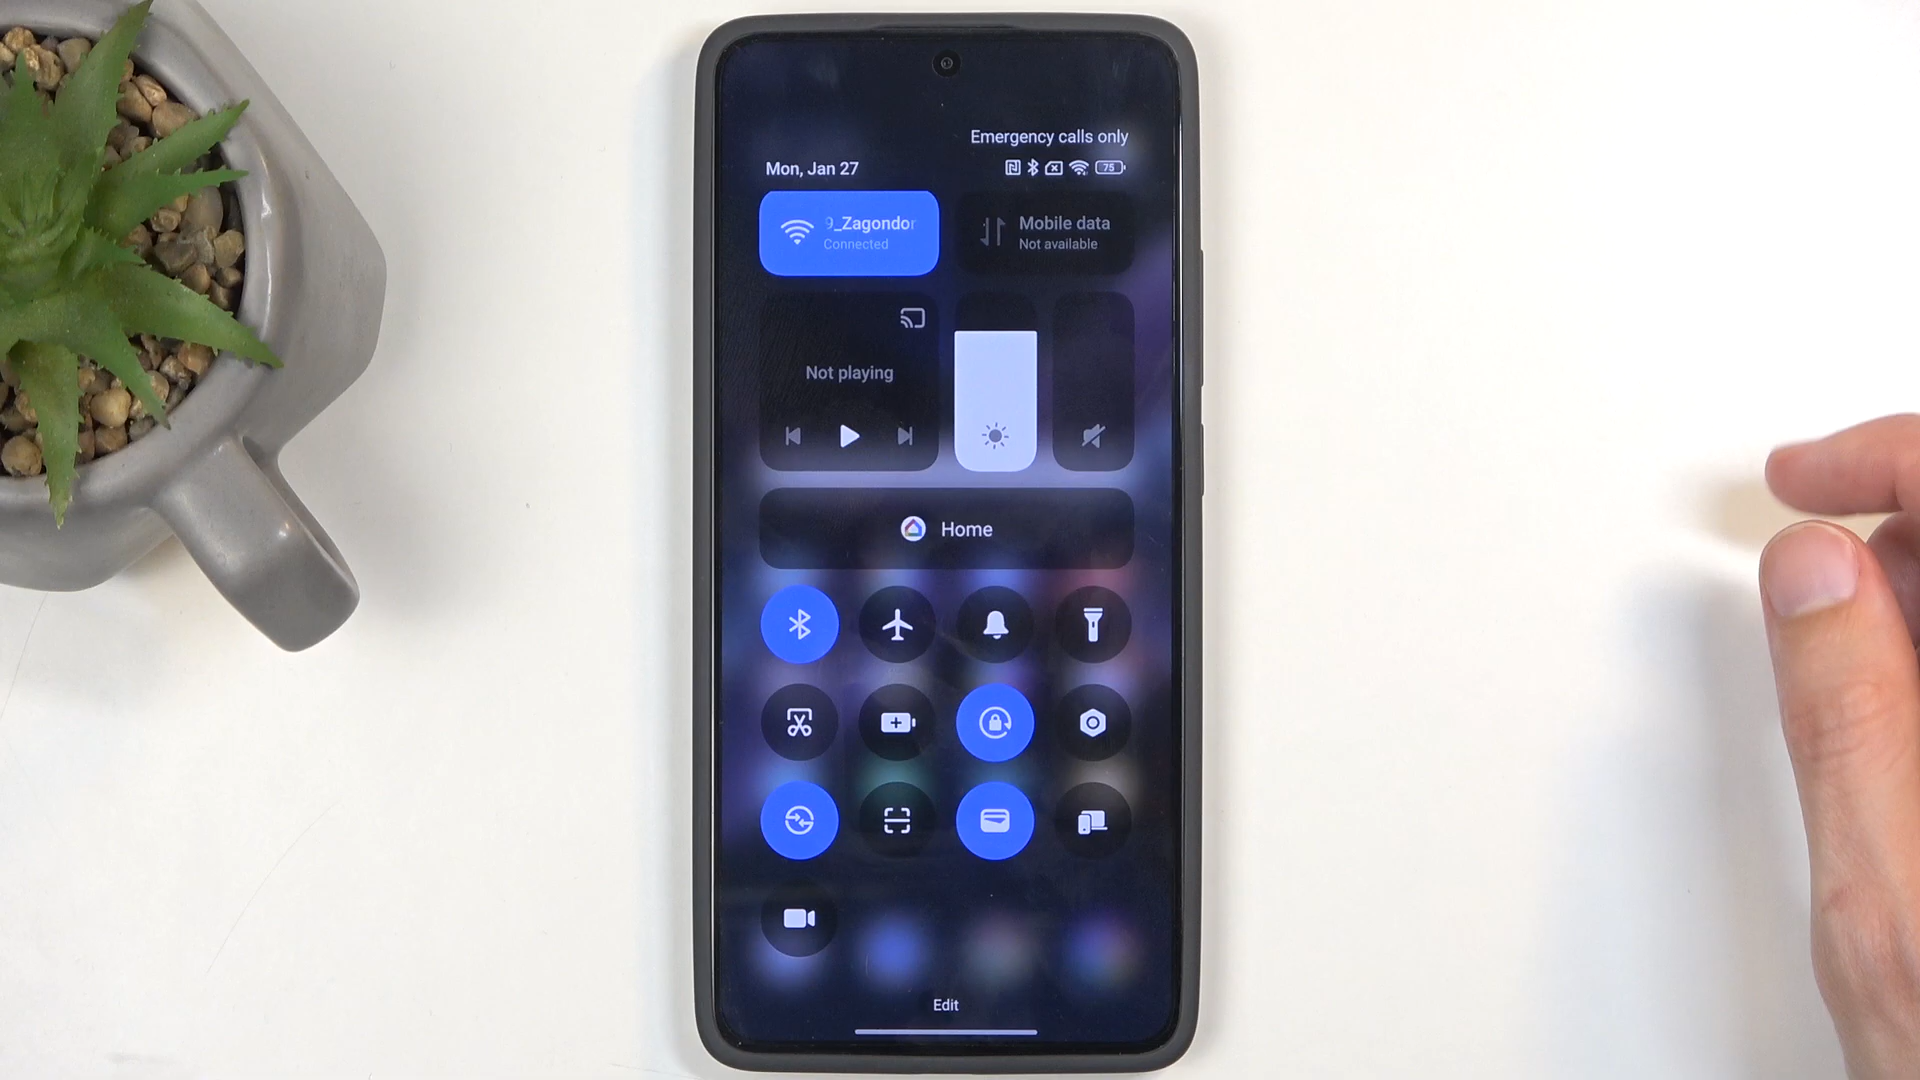 Emergency calls only
Mon, Jan 27
75
9_Zagondor
Connected
Mobile data
Not available
Not playing
Home
Edit